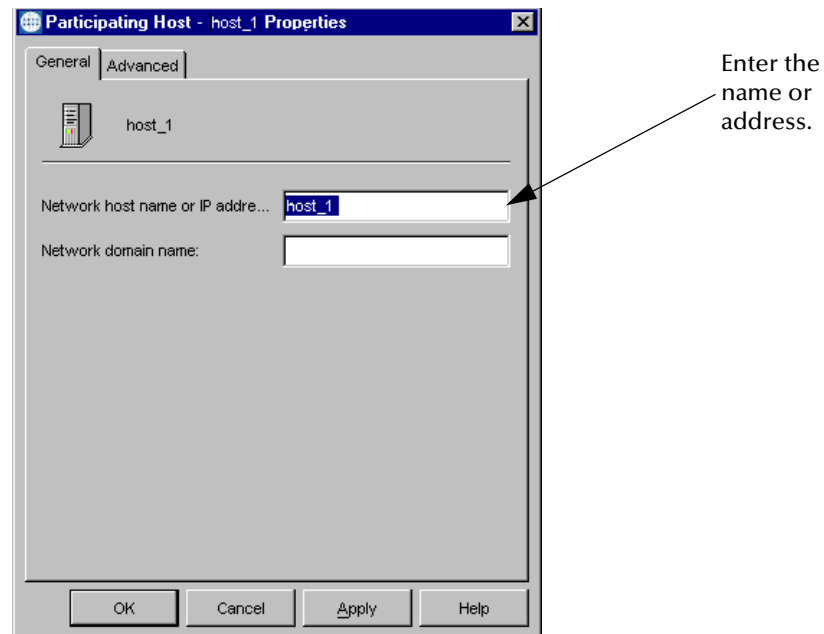 Participating Host - host_1 Properties
General
Advanced
Enter the
name or
address.
host_1
Network host name or IP addre...
host_1
Network domain name:
OK
Cancel
Apply
Help